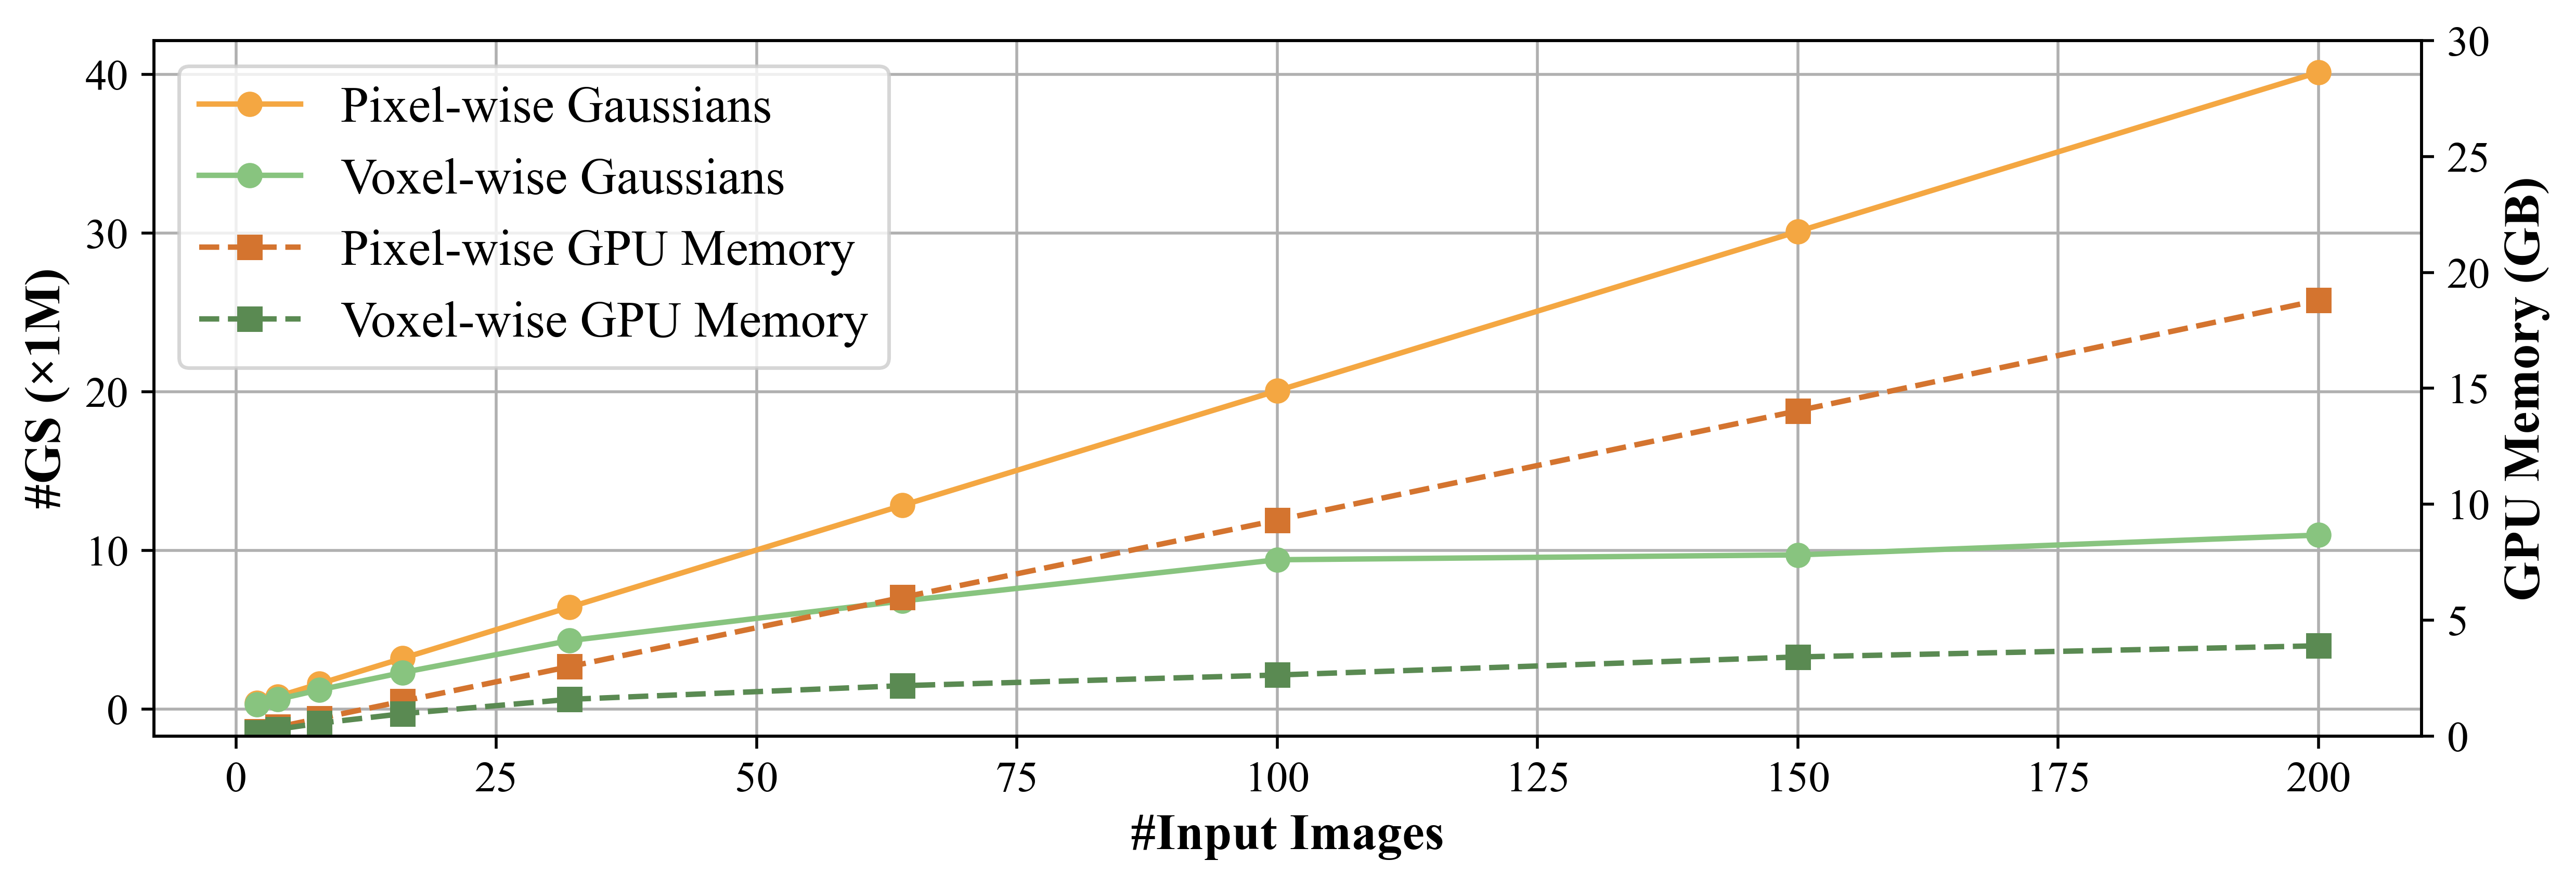 Pixel-wise Gaussians
Voxel-wise Gaussians
Pixel-wise GPU Memory
Voxel-wise GPU Memory
#GS (×1M)
40
30
20
10
0
GPU Memory (GB)
30
25
20
15
10
5
0
0 25 50 75 100 125 150 175 200
#Input Images